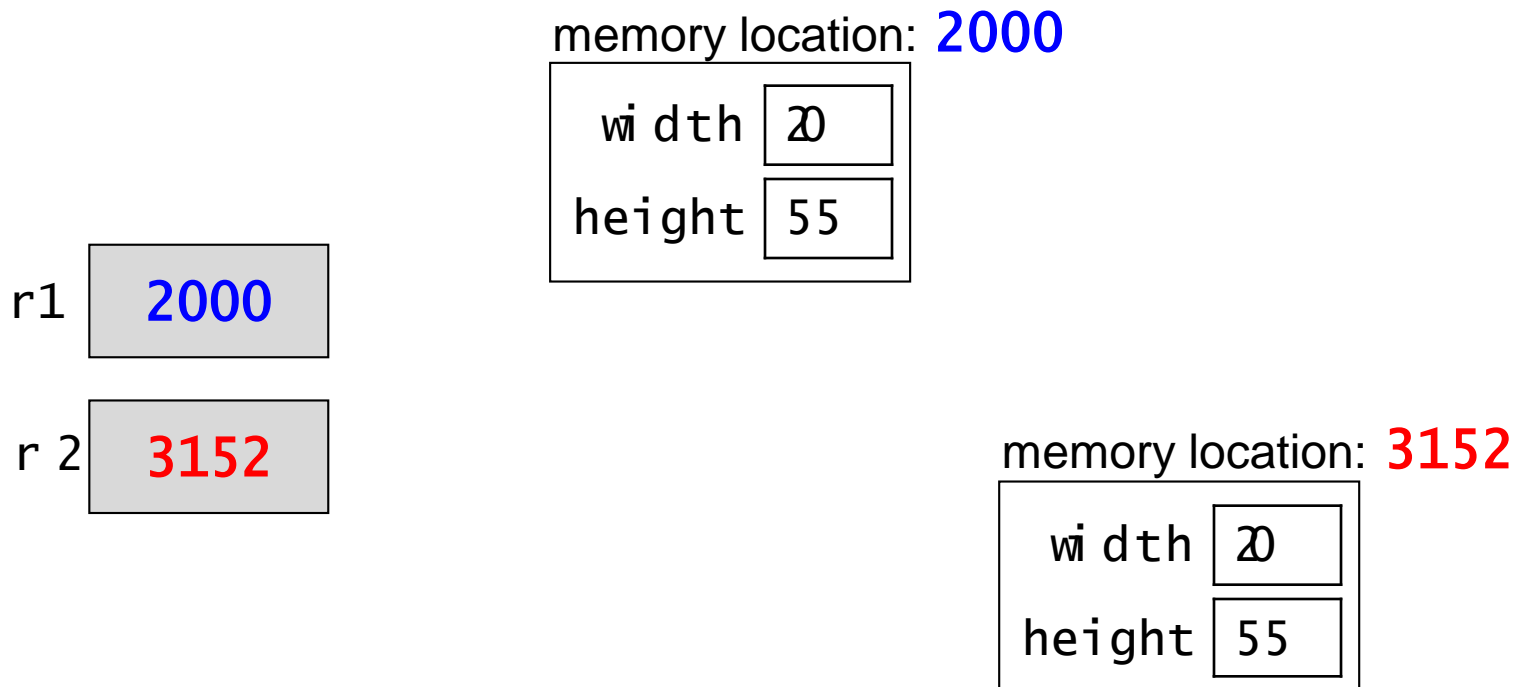 memory location: 2000
width 20
height 55
r1 2000
r2 3152
memory location: 3152
width 20
height 55